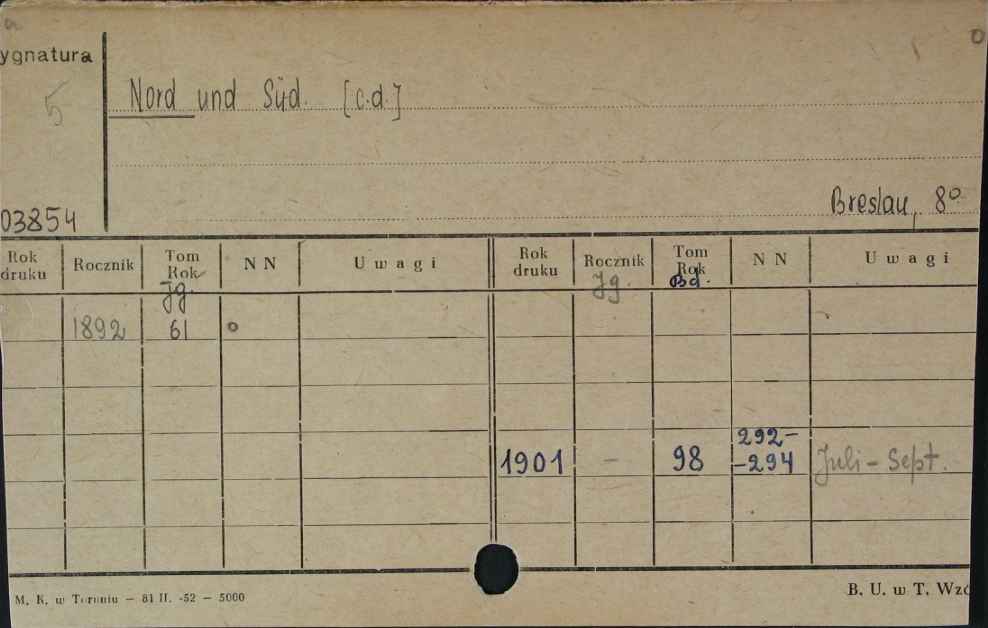 ygnatura
5
Nord und Süd. [c.d.]
03854
Breslau, 8°
Rok druku Rocznik Tom Rok Jg. N N Uwagi Rok druku Rocznik Jg. Tom Rok Bd. N N Uwagi
1892 61 °
1901 – 98 292-
-294 Juli - Sept.
M. K. w Toruniu — 81 II. -52 — 5000
B. U. w T. Wzó